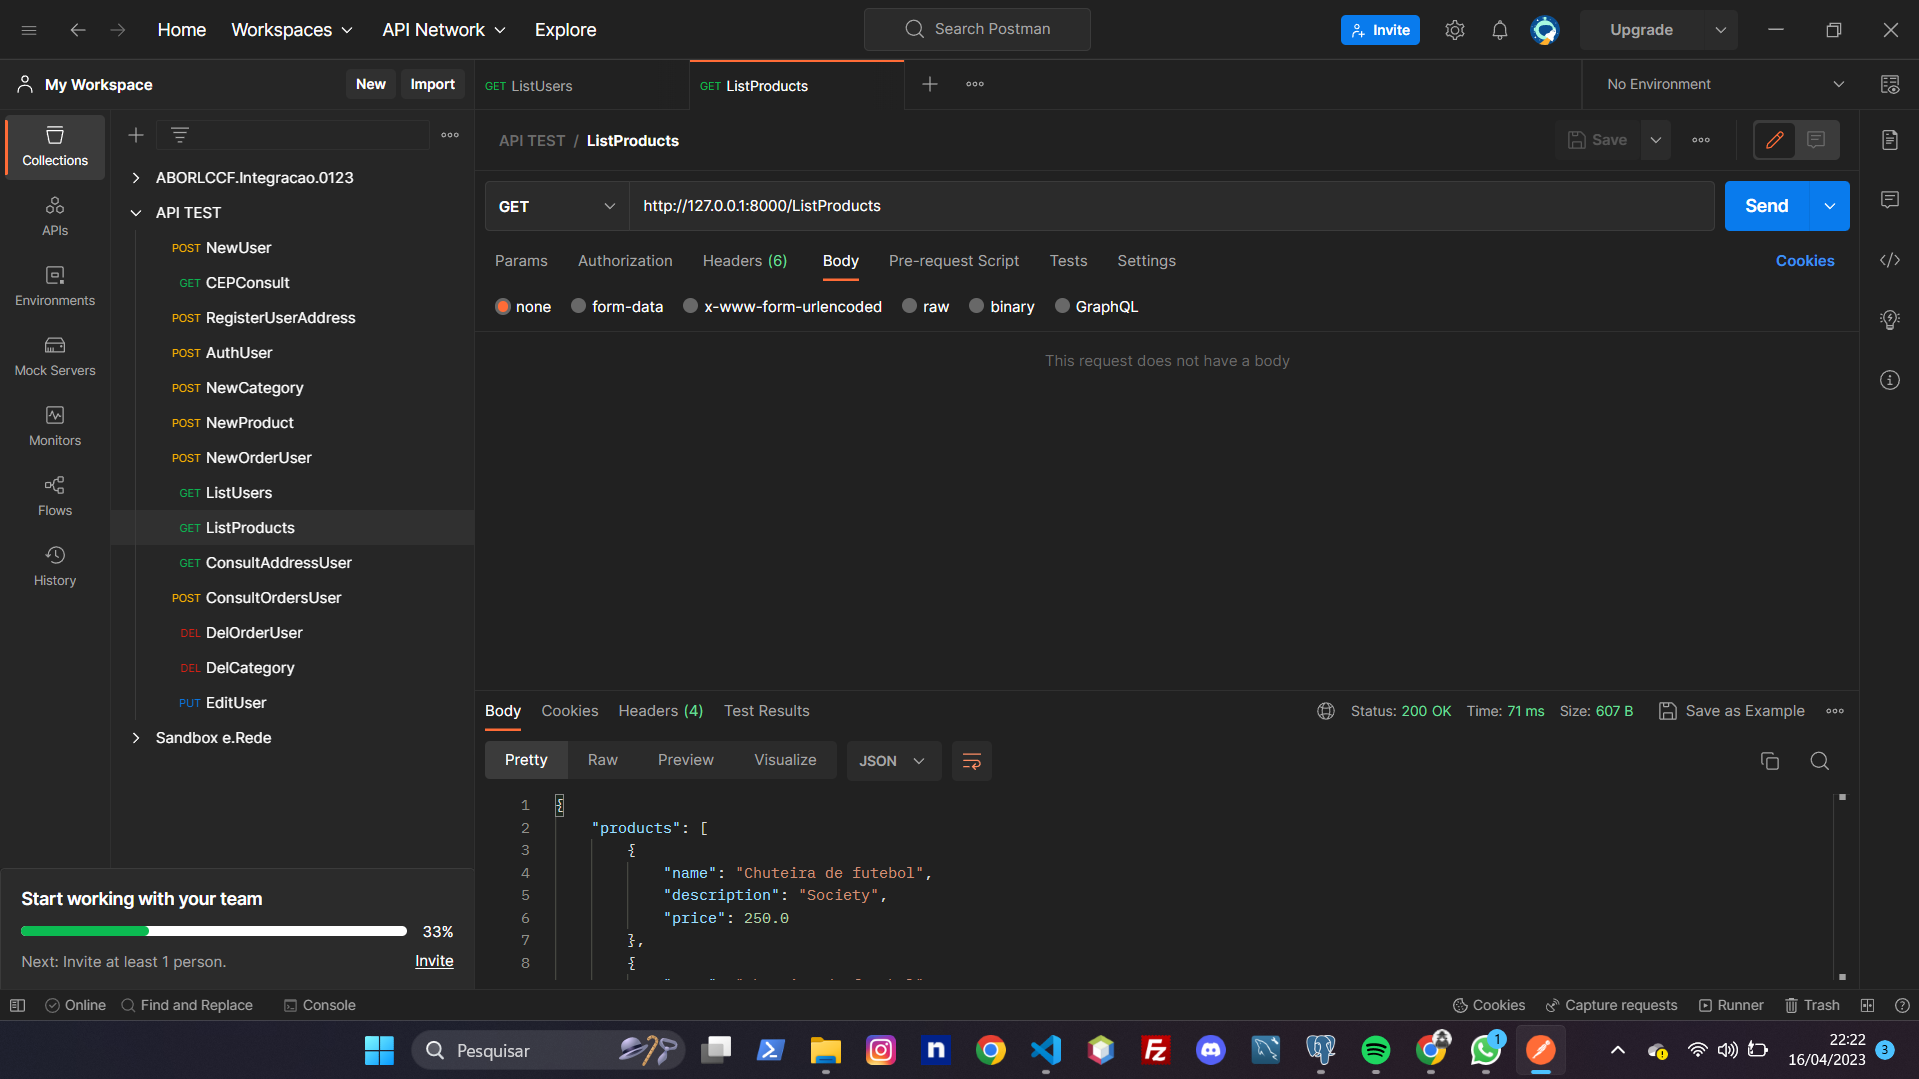 Home
Workspaces
API Network
Explore
Search Postman
Invite
Upgrade
My Workspace
New
Import
GET ListUsers
GET ListProducts
No Environment
Collections
APIs
Environments
Mock Servers
Monitors
Flows
History
ABORLCCF.Integracao.0123
API TEST
POST NewUser
GET CEPConsult
POST RegisterUserAddress
POST AuthUser
POST NewCategory
POST NewProduct
POST NewOrderUser
GET ListUsers
GET ListProducts
GET ConsultAddressUser
POST ConsultOrdersUser
DEL DelOrderUser
DEL DelCategory
PUT EditUser
Sandbox e.Rede
Start working with your team
33%
Next: Invite at least 1 person.
Invite
API TEST / ListProducts
Save
GET
http://127.0.0.1:8000/ListProducts
Send
Params
Authorization
Headers (6)
Body
Pre-request Script
Tests
Settings
Cookies
none
form-data
x-www-form-urlencoded
raw
binary
GraphQL
This request does not have a body
Body
Cookies
Headers (4)
Test Results
Status: 200 OK
Time: 71 ms
Size: 607 B
Save as Example
Pretty
Raw
Preview
Visualize
JSON
1 {
2 "products": [
3 {
4 "name": "Chuteira de futebol",
5 "description": "Society",
6 "price": 250.0
7 },
8 {
Online
Find and Replace
Console
Cookies
Capture requests
Runner
Trash
Pesquisar
n
Fz
1
22:22
16/04/2023
3